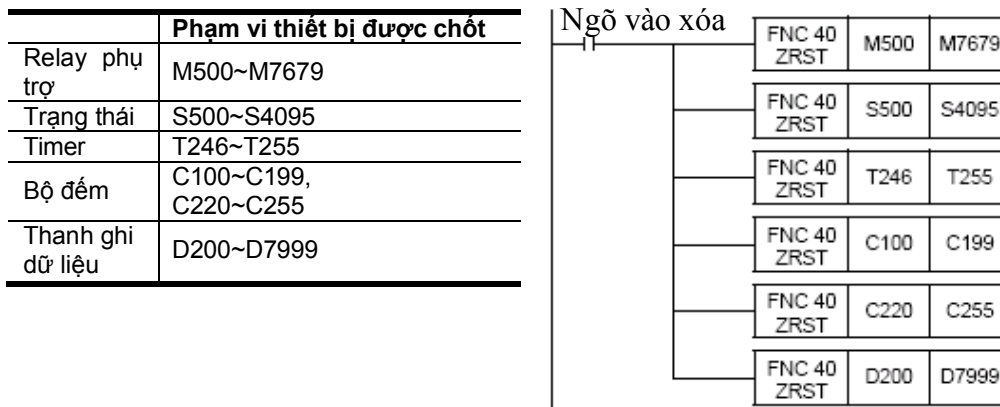 Phạm vi thiết bị được chốt
Relay phụ
trợ
M500~M7679
Trạng thái
S500~S4095
Timer
T246~T255
Bộ đếm
C100~C199,
C220~C255
Thanh ghi
dữ liệu
D200~D7999
Ngõ vào xóa
FNC 40
ZRST
M500
M7679
FNC 40
ZRST
S500
S4095
FNC 40
ZRST
T246
T255
FNC 40
ZRST
C100
C199
FNC 40
ZRST
C220
C255
FNC 40
ZRST
D200
D7999